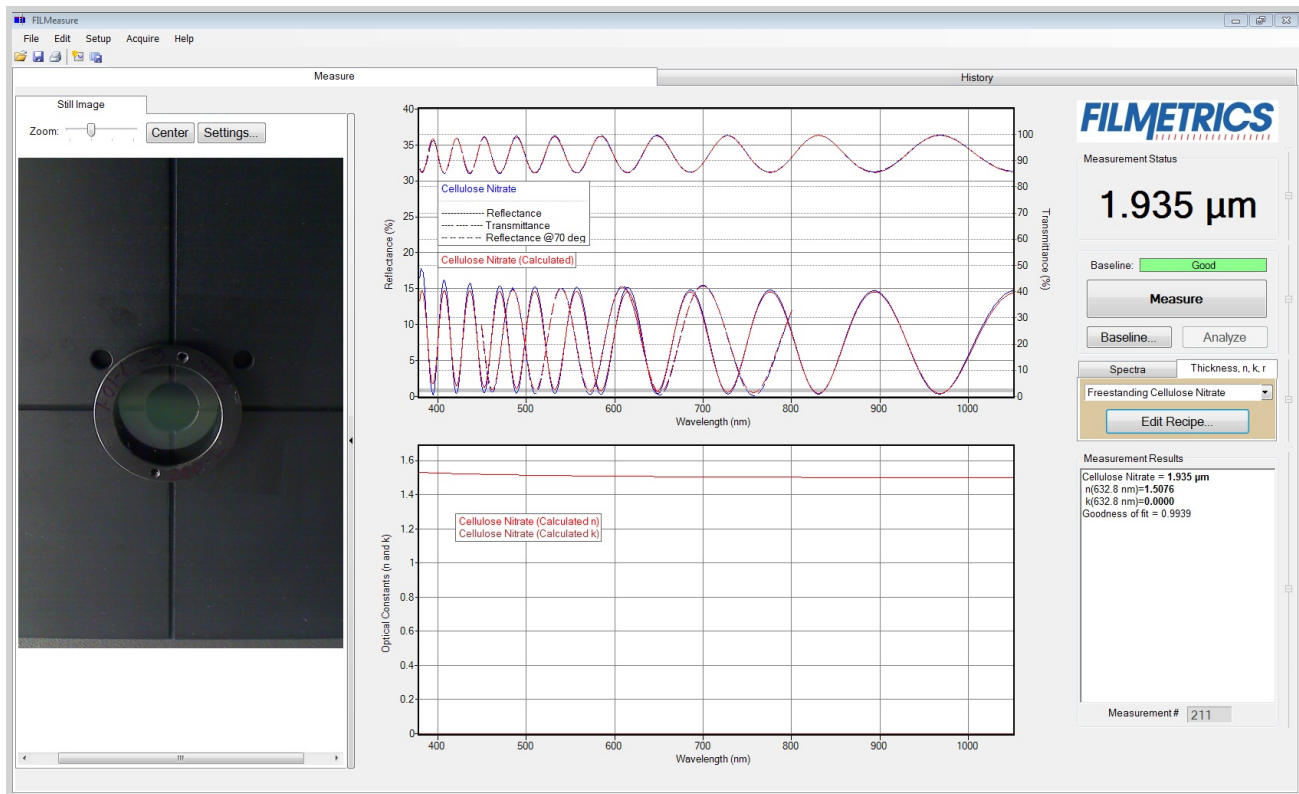 FILMeasure
File Edit Setup Acquire Help
Measure
History
Still Image
Zoom:
Center
Settings...
40
35
30
25
20
15
10
5
0
Reflectance (%)
100
90
80
70
60
50
40
30
20
10
0
Transmittance (%)
Cellulose Nitrate
Reflectance
Transmittance
Reflectance @70 deg
Cellulose Nitrate (Calculated)
400 500 600 700 800 900 1000
Wavelength (nm)
1.6
1.4
1.2
1
0.8
0.6
0.4
0.2
0
Optical Constants (n and k)
Cellulose Nitrate (Calculated n)
Cellulose Nitrate (Calculated k)
400 500 600 700 800 900 1000
Wavelength (nm)
FILMETRICS
Measurement Status
1.935 µm
Baseline: Good
Measure
Baseline... Analyze
Spectra Thickness, n, k, r
Freestanding Cellulose Nitrate
Edit Recipe...
Measurement Results
Cellulose Nitrate = 1.935 µm
n(632.8 nm)=1.5076
k(632.8 nm)=0.0000
Goodness of fit = 0.9939
Measurement # 211